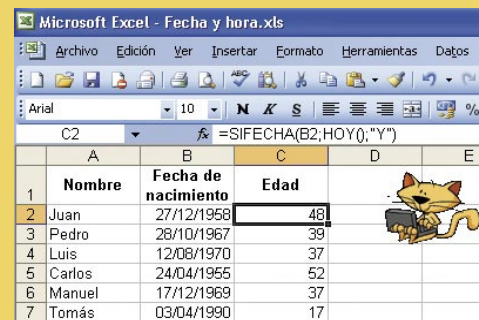 Microsoft Excel - Fecha y hora.xls
Archivo Edición Ver Insertar Formato Herramientas Datos
ABC
Arial 10 N K S %
C2 fx =SIFECHA(B2;HOY();"Y")
A B C D E
1 Nombre Fecha de nacimiento Edad
2 Juan 27/12/1958 48
3 Pedro 28/10/1967 39
4 Luis 12/08/1970 37
5 Carlos 24/04/1955 52
6 Manuel 17/12/1969 37
7 Tomás 03/04/1990 17